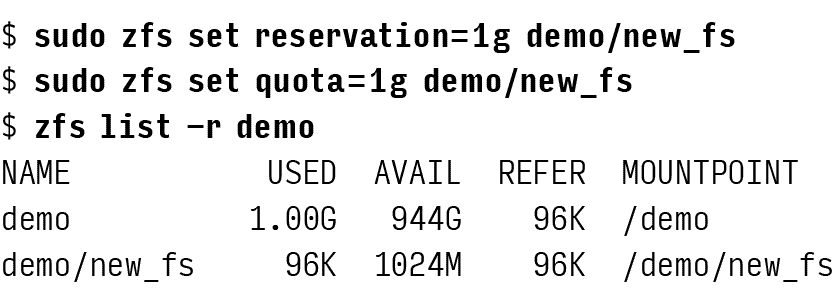 $ sudo zfs set reservation=1g demo/new_fs
$ sudo zfs set quota=1g demo/new_fs
$ zfs list −r demo
NAME USED AVAIL REFER MOUNTPOINT
demo 1.00G 944G 96K /demo
demo/new_fs 96K 1024M 96K /demo/new_fs